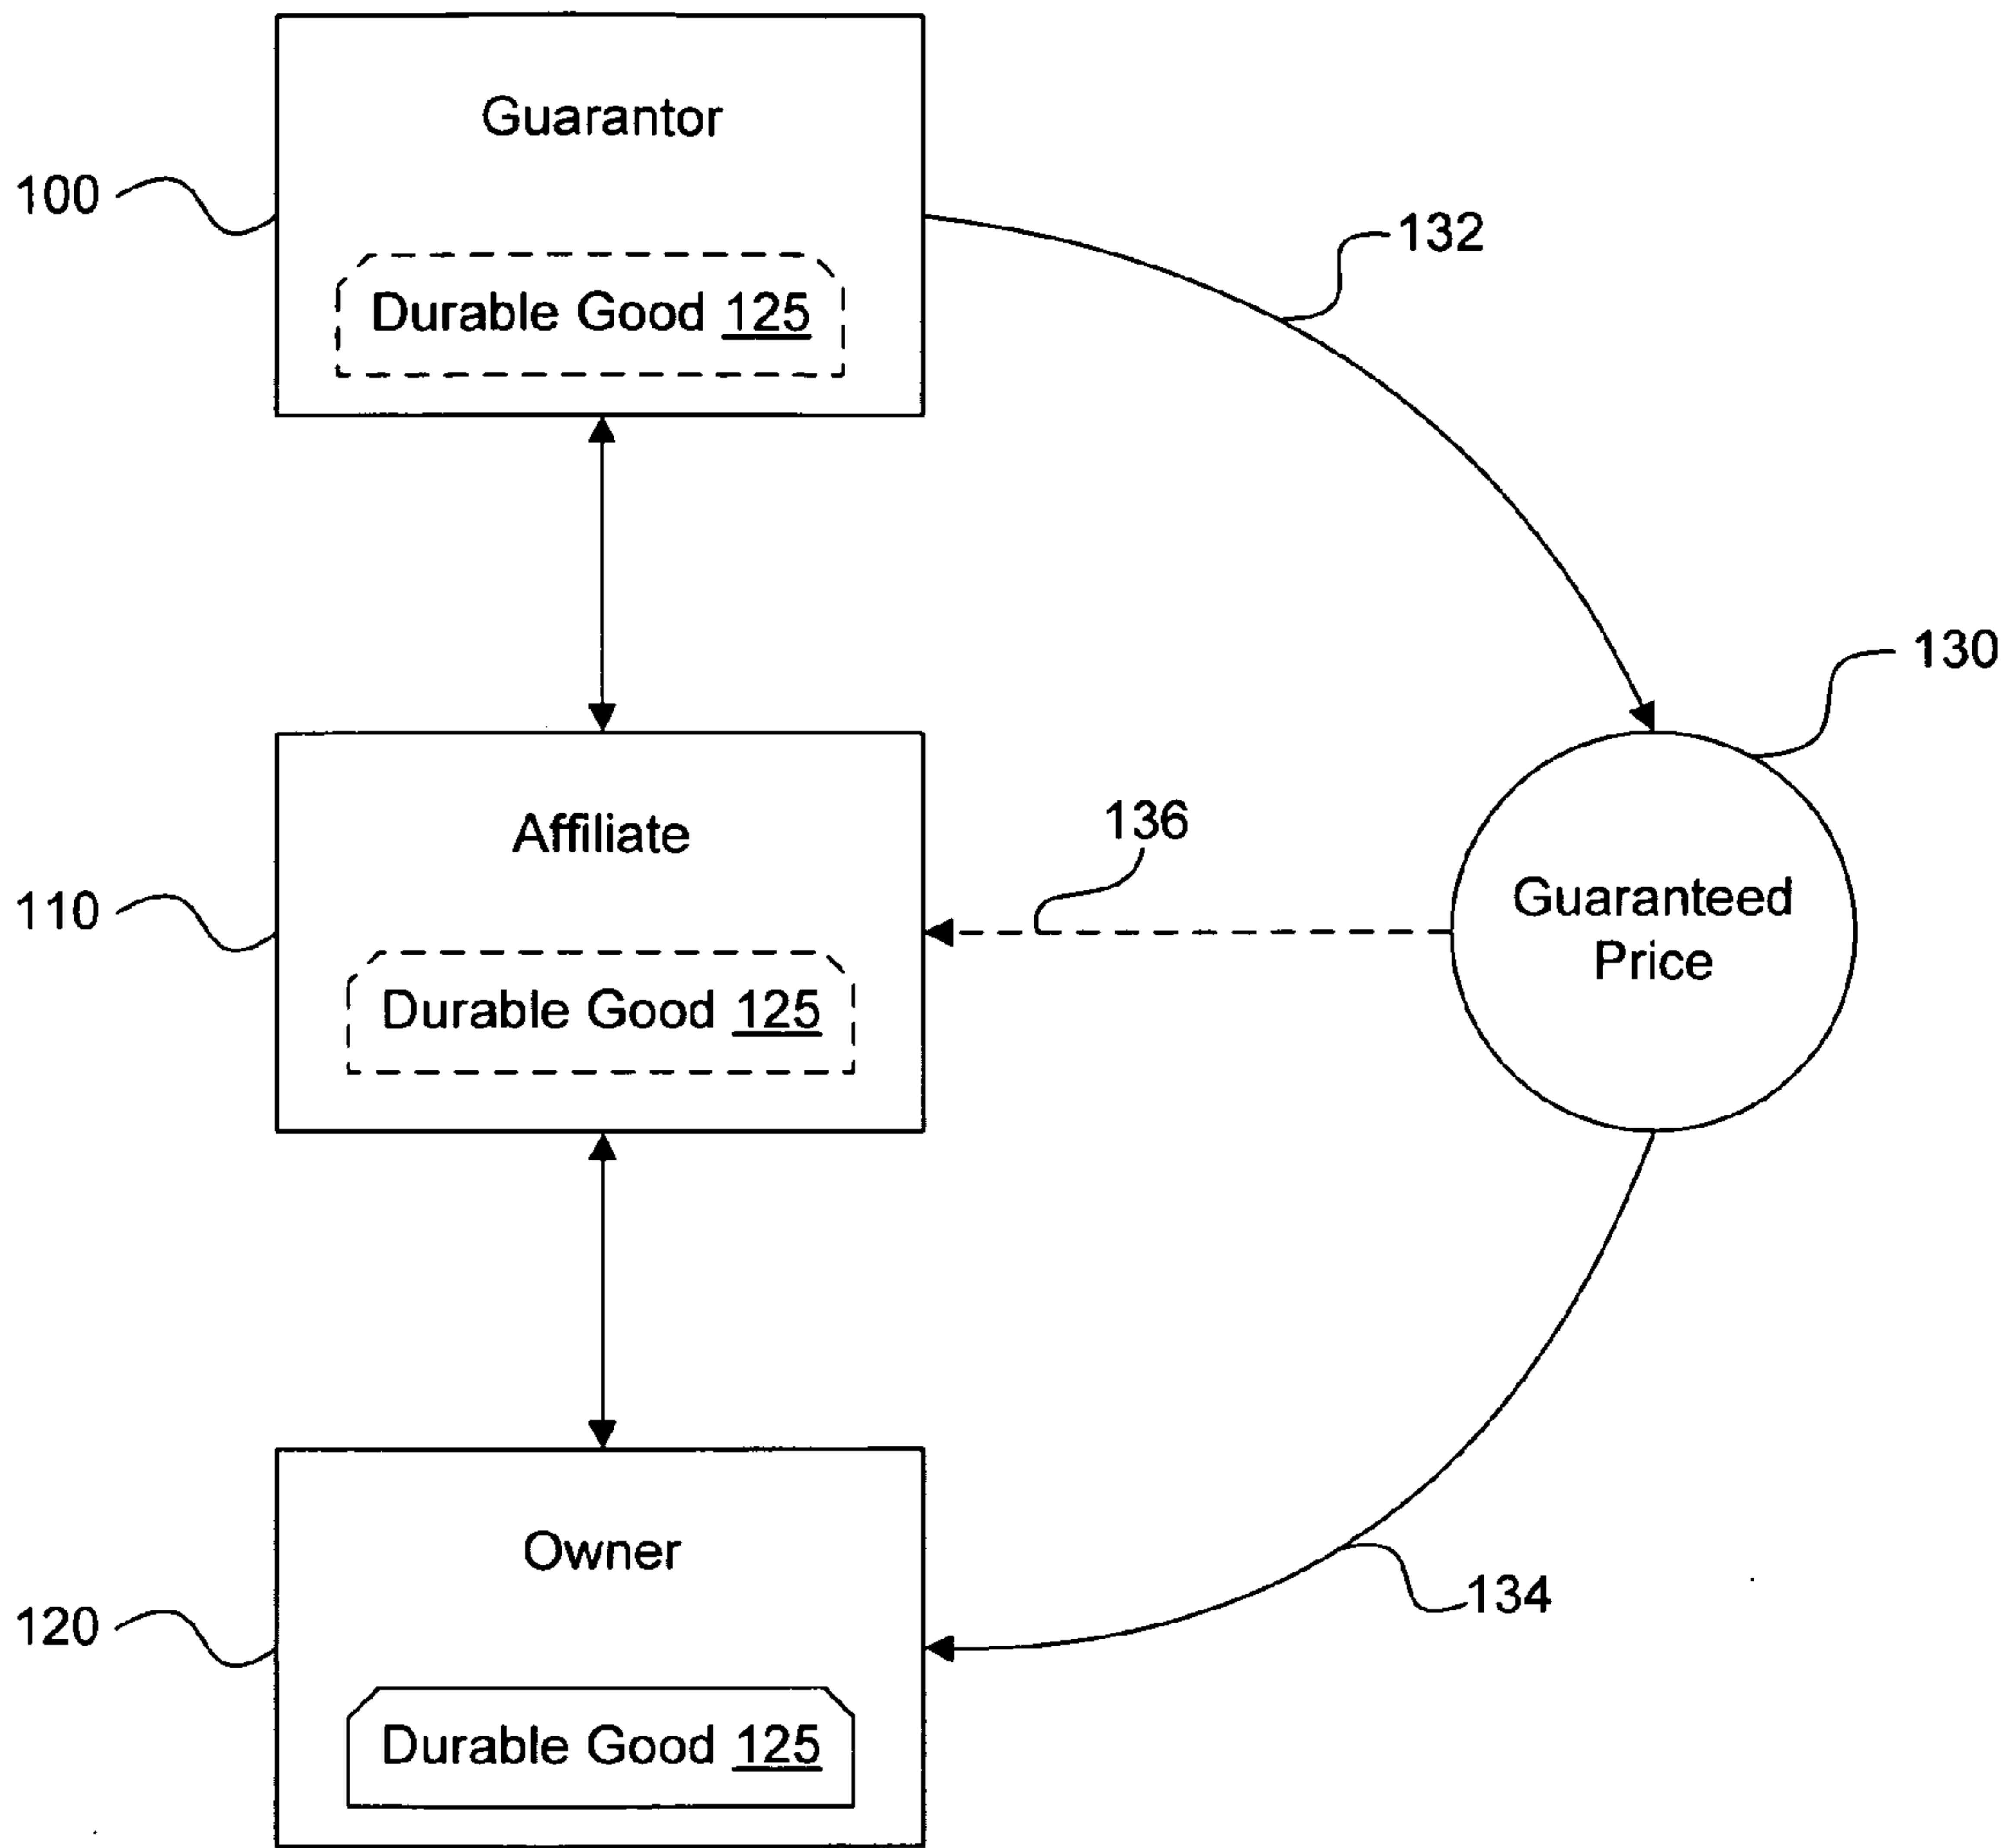 Guarantor
100
132
Durable Good 125
130
136
Affiliate
110
Guaranteed
Price
Durable Good 125
Owner
134
120
Durable Good 125